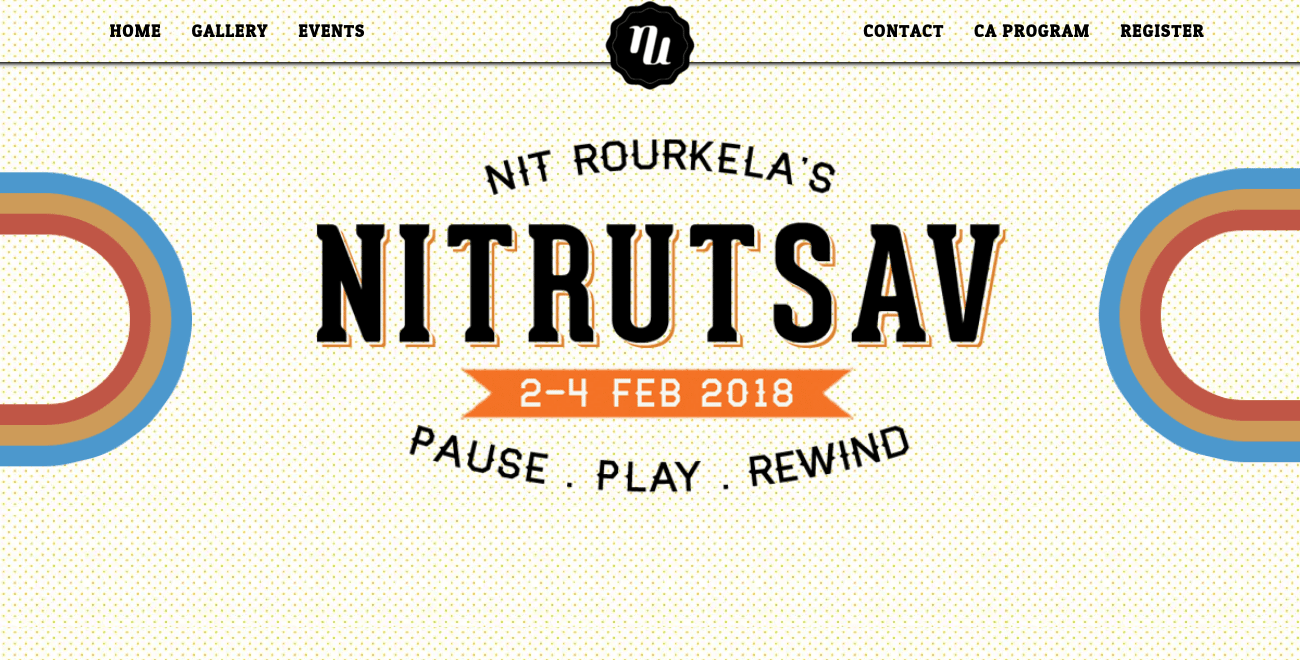 HOME GALLERY EVENTS nu CONTACT CA PROGRAM REGISTER
NIT ROURKELA'S
NITRUTSAV
2-4 FEB 2018
PAUSE . PLAY . REWIND